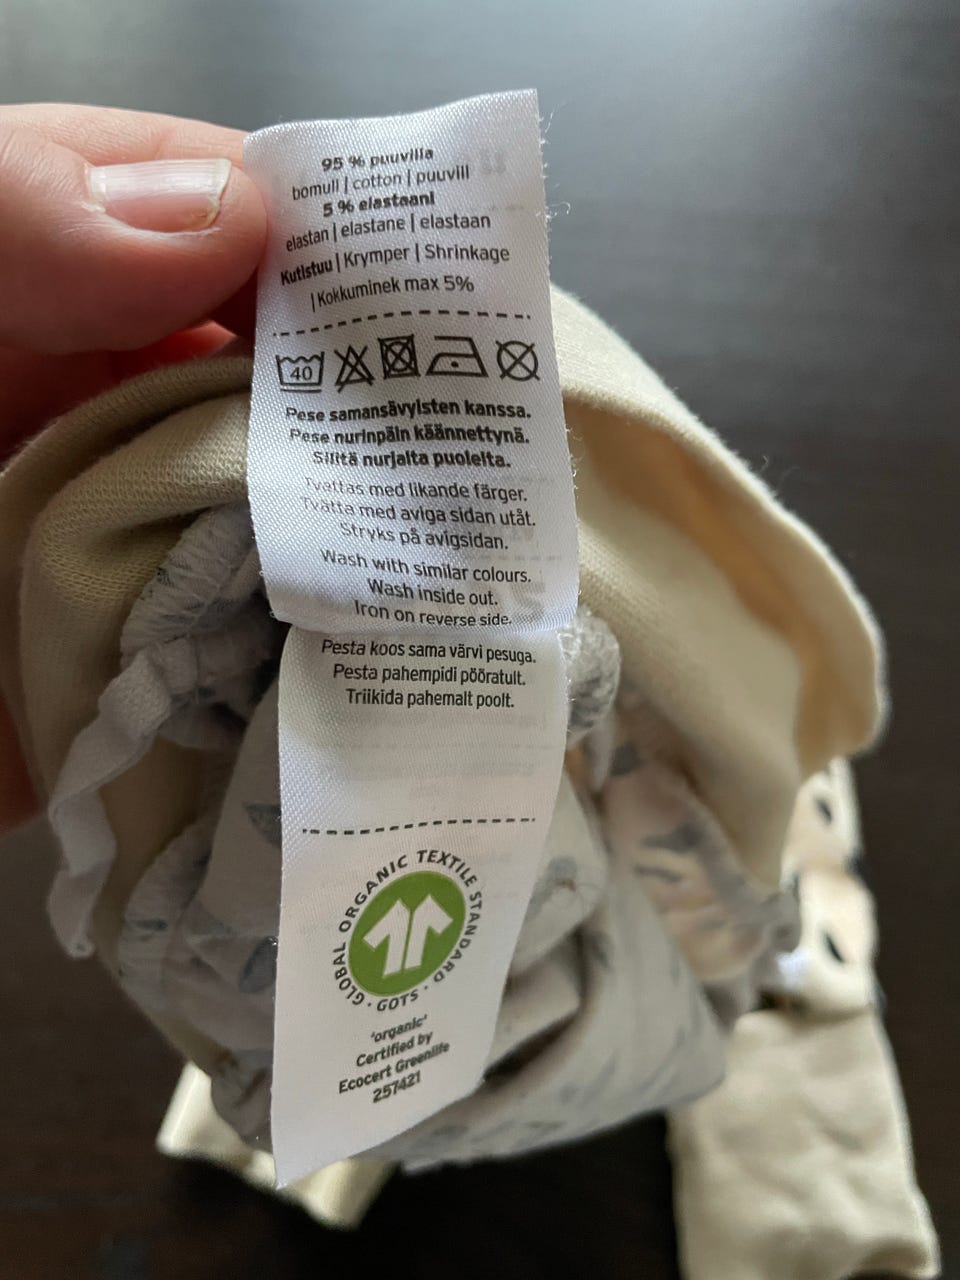 95 % puuvilla
bomull | cotton | puuvill
5 % elastaani
elastan | elastane | elastaan
Kutistuu | Krymper | Shrinkage
| Kokkuminek max 5%
40
Pese samansävyisten kanssa.
Pese nurinpäin käännettynä.
Silitä nurjalta puolelta.
Tvättas med likande färger.
Tvätta med aviga sidan utåt.
Stryks på avigsidan.
Wash with similar colours.
Wash inside out.
Iron on reverse side.
Pesta koos sama värvi pesuga.
Pesta pahempidi pööratult.
Triikida pahemalt poolt.
GLOBAL ORGANIC TEXTILE STANDARD · GOTS ·
'organic'
Certified by
Ecocert Greenlife
257421